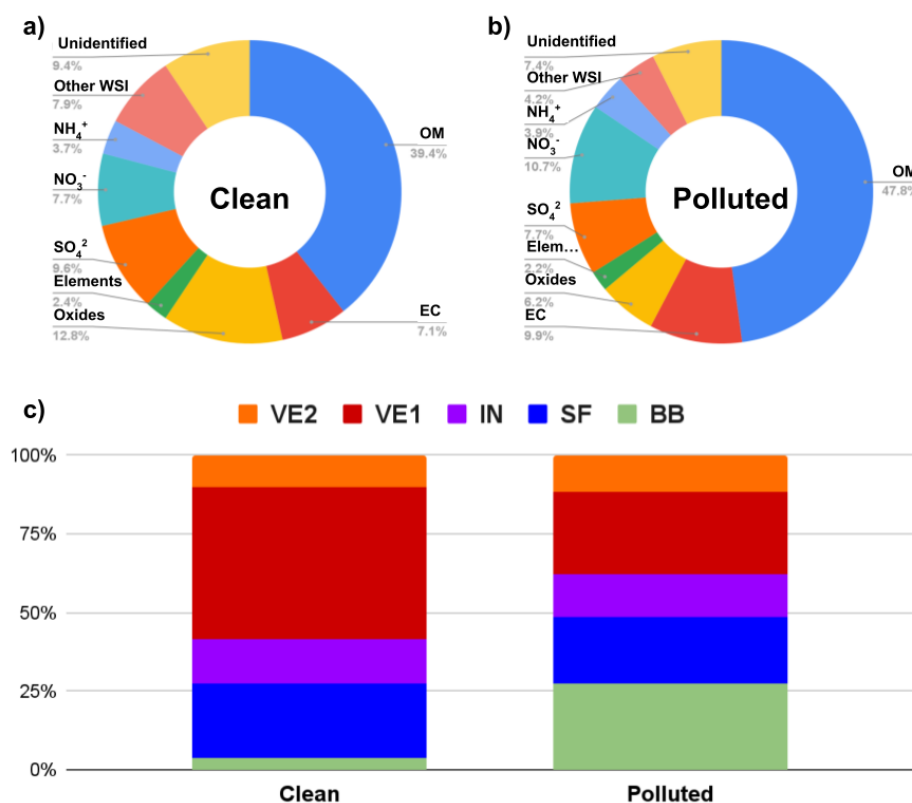 a)
Unidentified
9.4%
Other WSI
7.9%
NH₄⁺
3.7%
NO₃⁻
7.7%
SO₄²
9.6%
Elements
2.4%
Oxides
12.8%
OM
39.4%
EC
7.1%
Clean
b)
Unidentified
7.4%
Other WSI
4.2%
NH₄⁺
3.9%
NO₃⁻
10.7%
SO₄²
7.7%
Elem...
2.2%
Oxides
6.2%
EC
9.9%
OM
47.8%
Polluted
c)
VE2 VE1 IN SF BB
100%
75%
50%
25%
0%
Clean Polluted